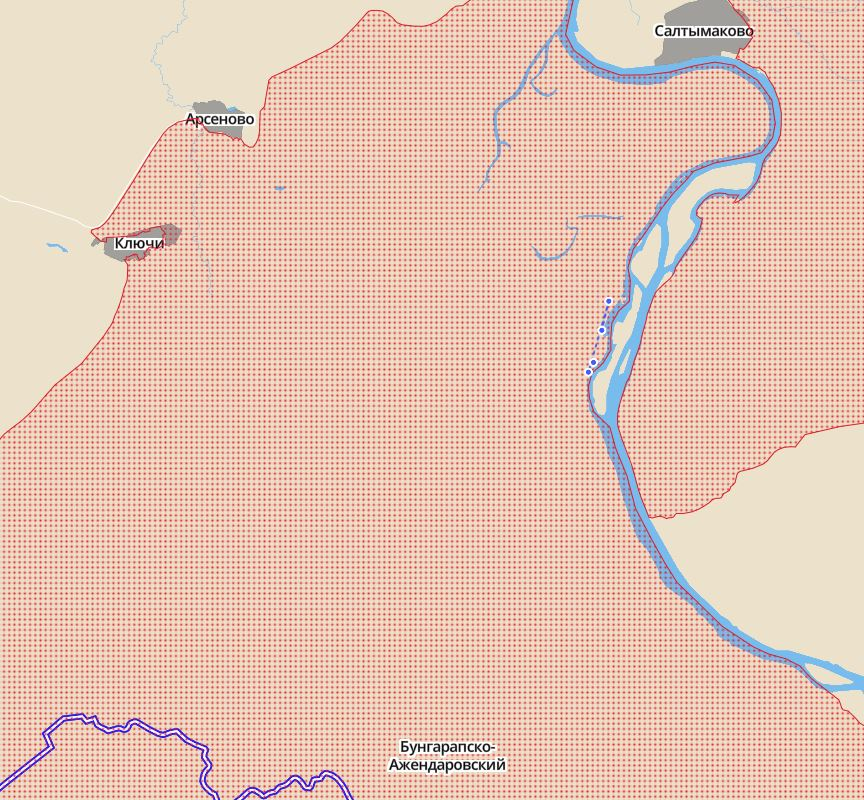 Салтымаково
Арсеново
Ключи
Бунгарапско-
Ажендаровский